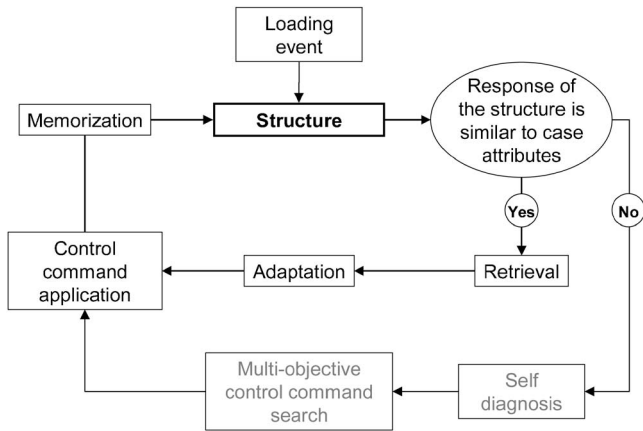 Loading
event
Memorization
Structure
Response of
the structure is
similar to case
attributes
Yes
No
Control
command
application
Adaptation
Retrieval
Multi-objective
control command
search
Self
diagnosis